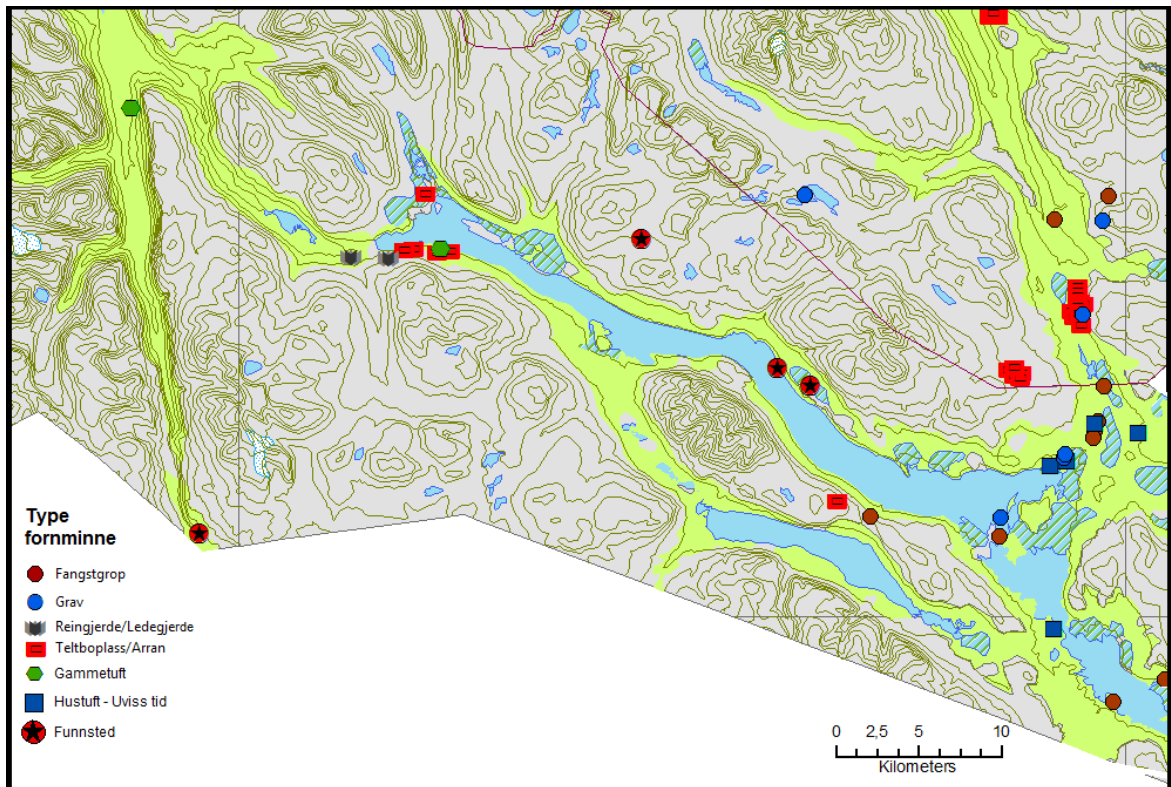 Type
fornminne
Fangstgrop
Grav
Reingjerde/Ledegjerde
Teltboplass/Arran
Gammetuft
Hustuft - Uviss tid
Funnsted
0 2,5 5 10
Kilometers